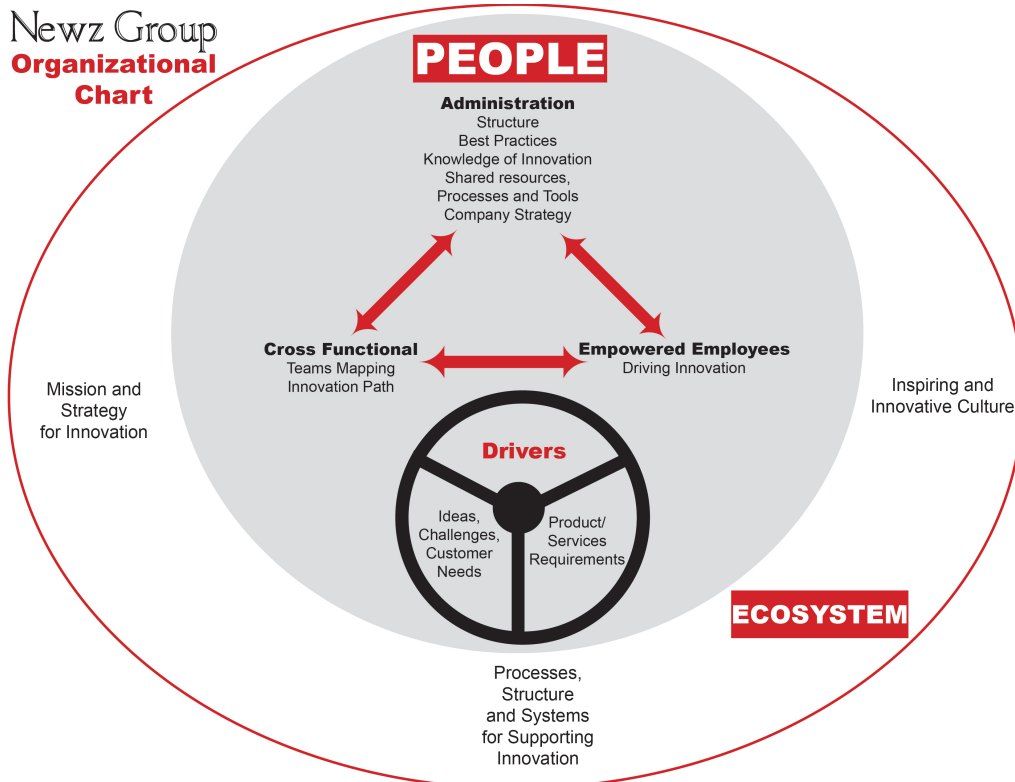 Newz Group
Organizational
Chart
PEOPLE
Administration
Structure
Best Practices
Knowledge of Innovation
Shared resources,
Processes and Tools
Company Strategy
Cross Functional
Teams Mapping
Innovation Path
Empowered Employees
Driving Innovation
Mission and
Strategy
for Innovation
Inspiring and
Innovative Culture
Drivers
Ideas,
Challenges,
Customer
Needs
Product/
Services
Requirements
ECOSYSTEM
Processes,
Structure
and Systems
for Supporting
Innovation